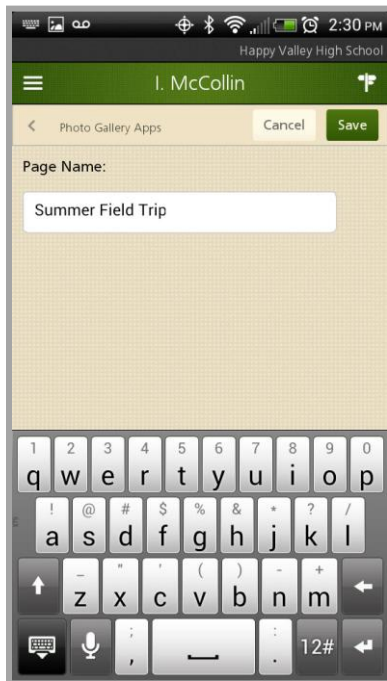 2:30 PM
Happy Valley High School
I. McCollin
Photo Gallery Apps Cancel Save
Page Name:
Summer Field Trip
1 2 3 4 5 6 7 8 9 0
q w e r t y u i o p
! @ # $ % & * ? /
a s d f g h j k l
_ " ' ( ) - +
z x c v b n m
; :
, . 12#